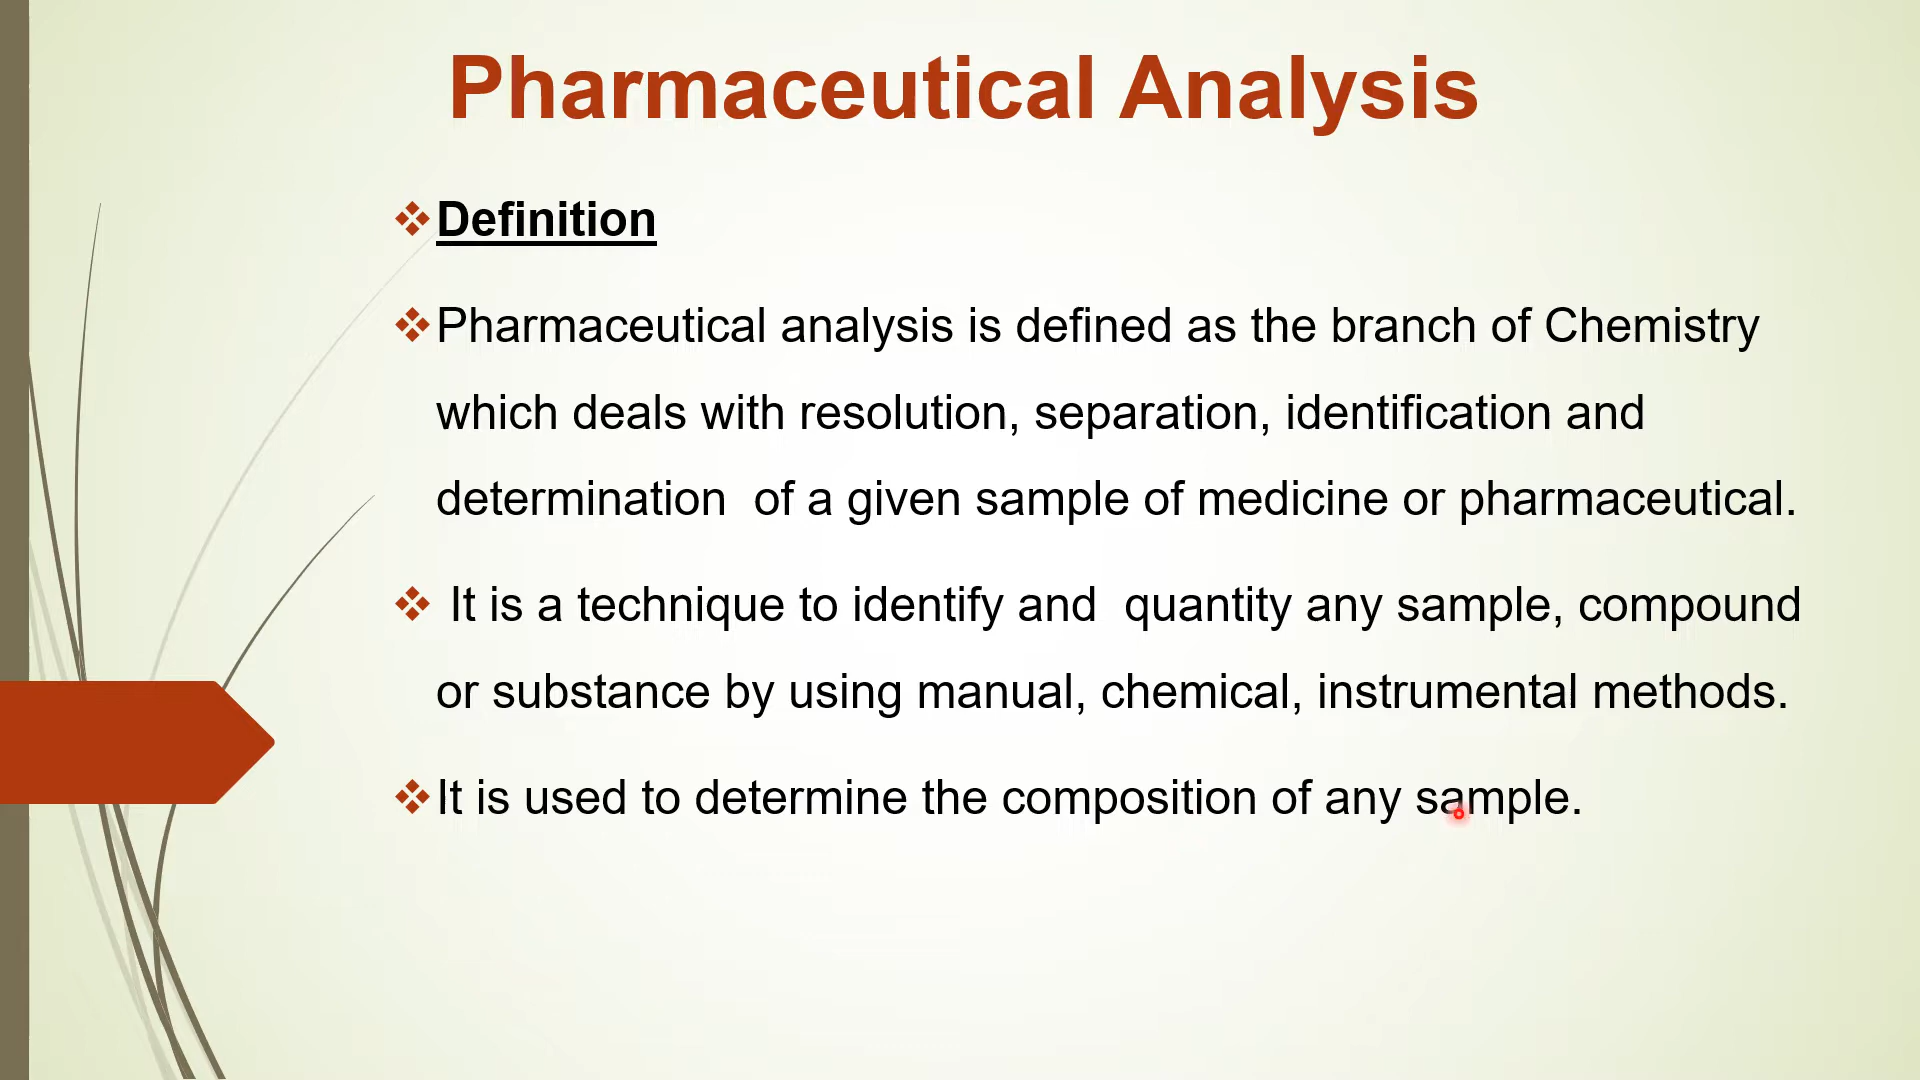 Pharmaceutical Analysis
Definition
Pharmaceutical analysis is defined as the branch of Chemistry
which deals with resolution, separation, identification and
determination  of a given sample of medicine or pharmaceutical.
It is a technique to identify and  quantity any sample, compound
or substance by using manual, chemical, instrumental methods.
It is used to determine the composition of any sample.